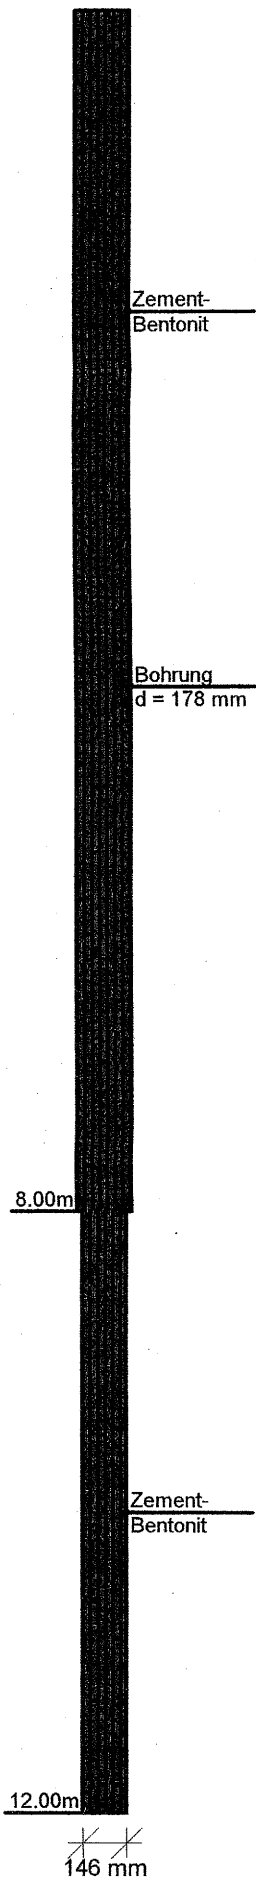 Zement-
Bentonit
Bohrung
d = 178 mm
8.00m
Zement-
Bentonit
12.00m
146 mm